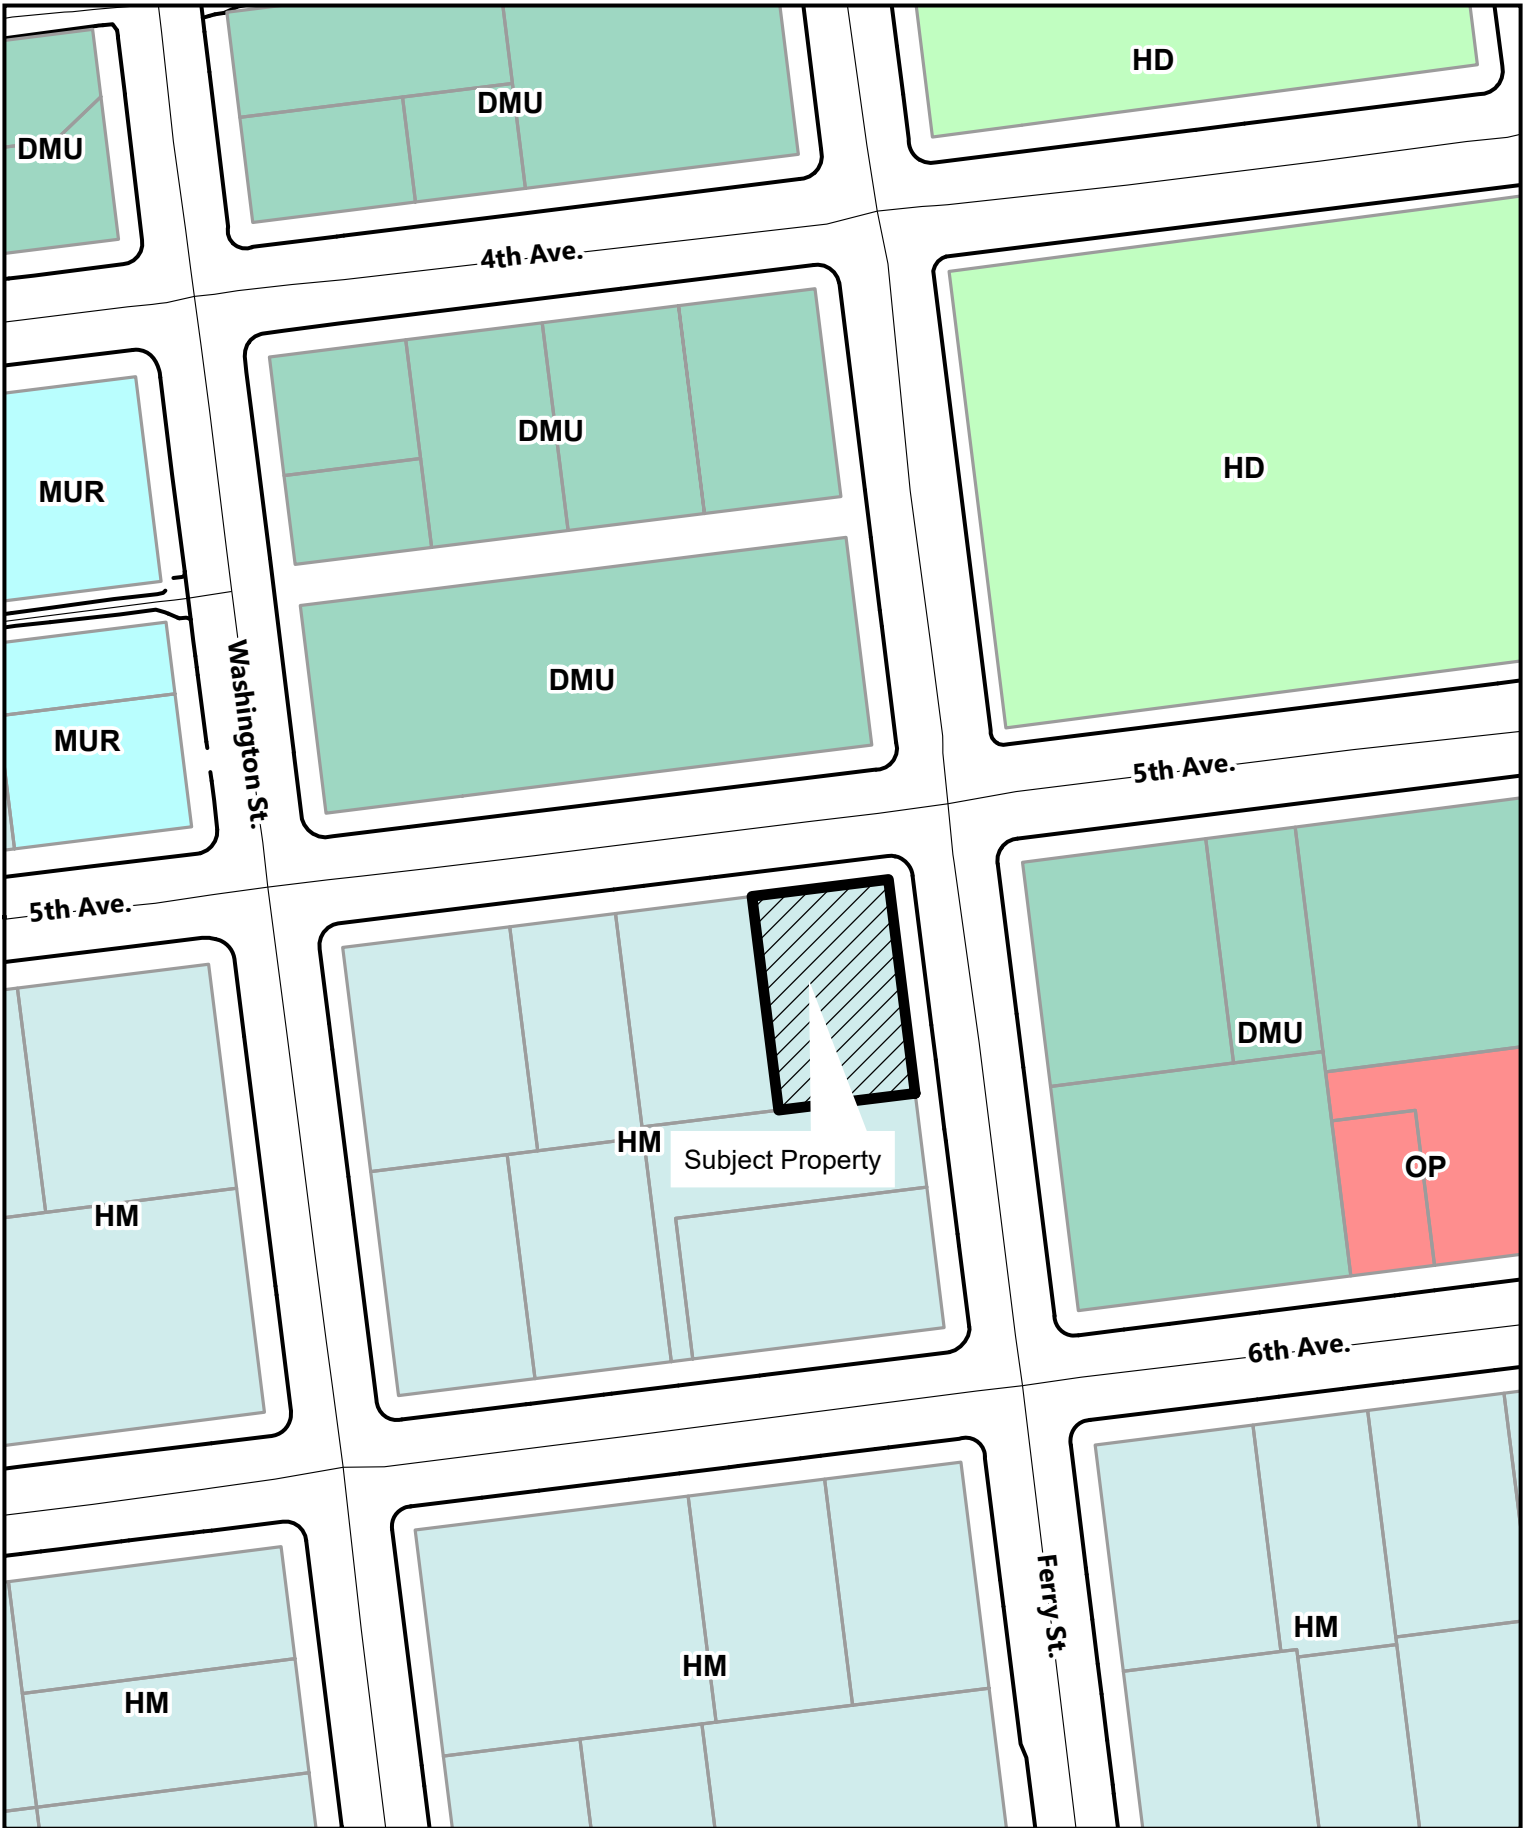 HD
DMU
DMU
4th Ave.
DMU
HD
MUR
DMU
MUR
Washington St.
5th Ave.
5th Ave.
DMU
HM
Subject Property
OP
HM
6th Ave.
Ferry St.
HM
HM
HM